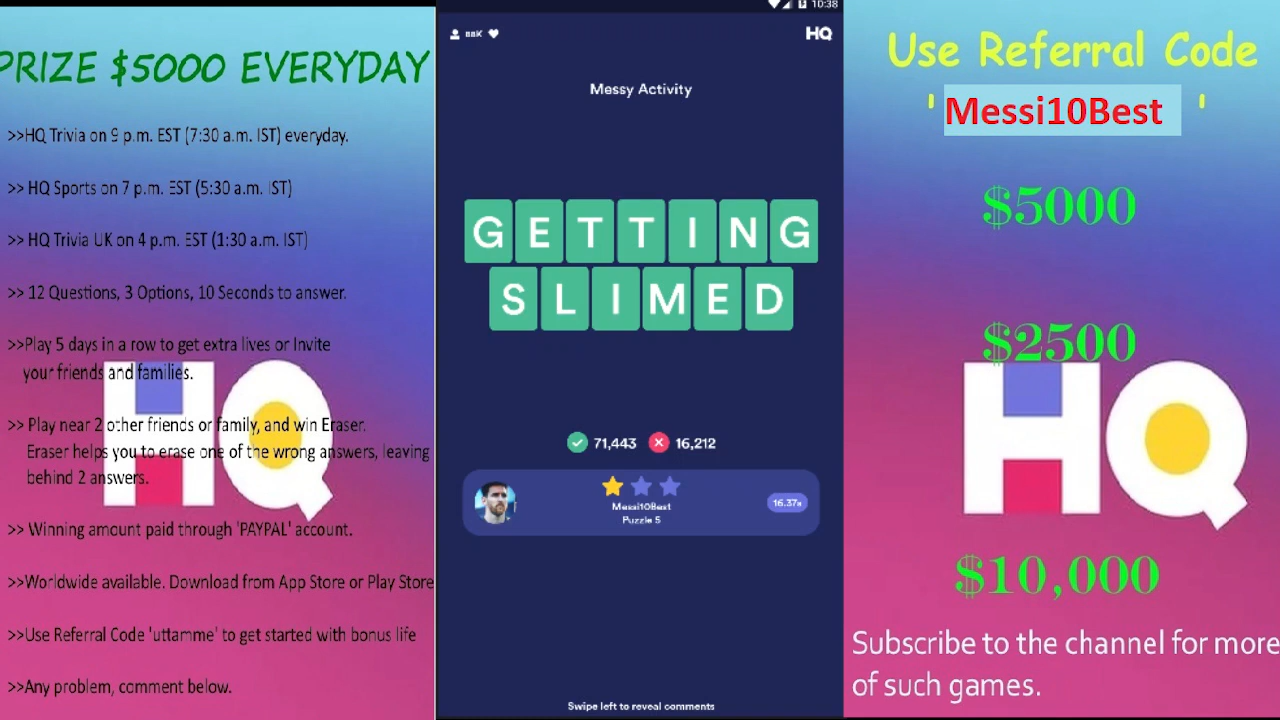 PRIZE $5000 EVERYDAY
>>HQ Trivia on 9 p.m. EST (7:30 a.m. IST) everyday.
>> HQ Sports on 7 p.m. EST (5:30 a.m. IST)
>> HQ Trivia UK on 4 p.m. EST (1:30 a.m. IST)
>> 12 Questions, 3 Options, 10 Seconds to answer.
>>Play 5 days in a row to get extra lives or Invite
your friends and families.
>> Play near 2 other friends or family, and win Eraser.
Eraser helps you to erase one of the wrong answers, leaving
behind 2 answers.
HQ
>> Winning amount paid through 'PAYPAL' account.
>>Worldwide available. Download from App Store or Play Store
>>Use Referral Code 'uttamme' to get started with bonus life
>>Any problem, comment below.
10:38
88K
HQ
Messy Activity
GETTING
SLIMED
71,443 16,212
Messi10Best
Puzzle 5
16.37s
Swipe left to reveal comments
Use Referral Code
' Messi10Best '
$5000
$2500
HQ
$10,000
Subscribe to the channel for more
of such games.